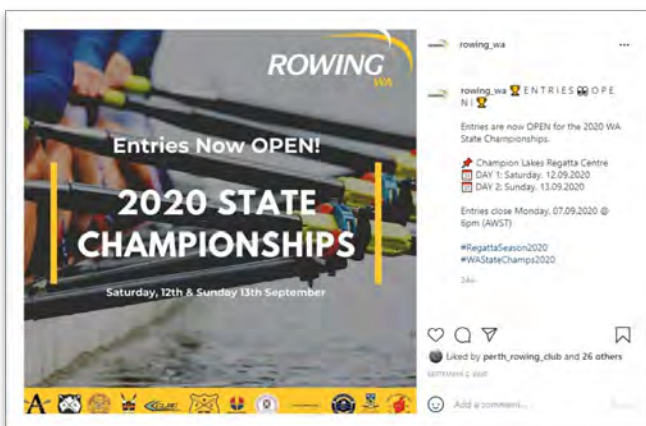 ROWING
WA
Entries Now OPEN!
2020 STATE
CHAMPIONSHIPS
Saturday, 12th & Sunday 13th September
rowing_wa
rowing_wa 🏆 E N T R I E S 👀 O P E
N ! 🏆
Entries are now OPEN for the 2020 WA
State Championships.
📌 Champion Lakes Regatta Centre
📅 DAY 1: Saturday. 12.09.2020
📅 DAY 2: Sunday. 13.09.2020
Entries close Monday. 07.09.2020 @
6pm (AWST)
#RegattaSeason2020
#WAStateChamps2020
Liked by perth_rowing_club and 26 others
Add a comment...